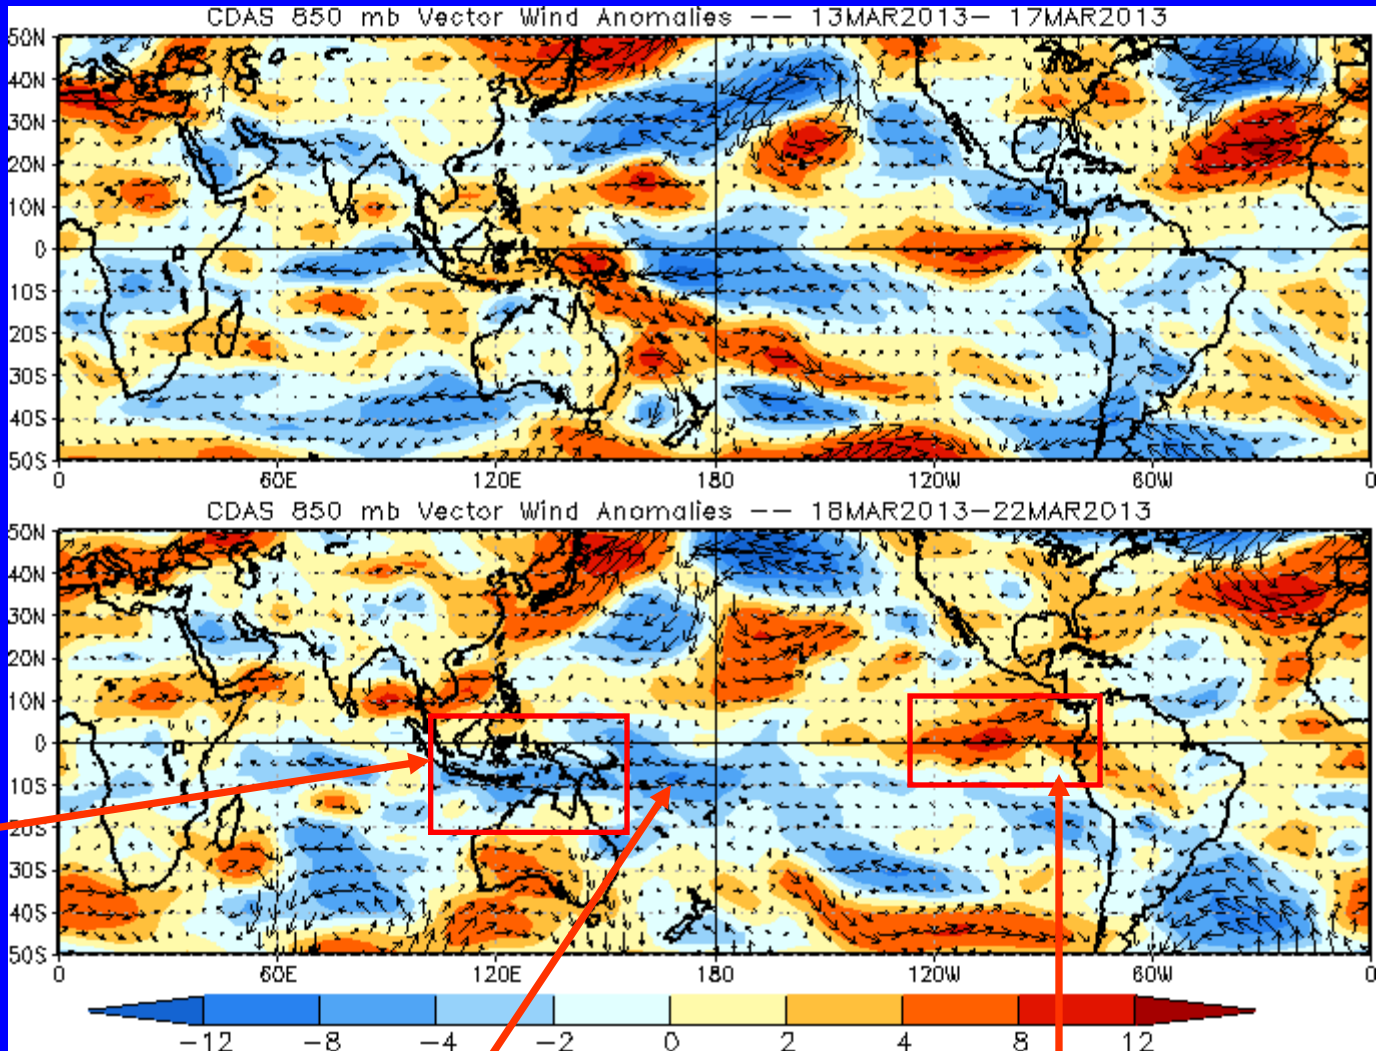 CDAS 850 mb Vector Wind Anomalies -- 13MAR2013- 17MAR2013
50N
40N
30N
20N
10N
0
10S
20S
30S
40S
50S
0 60E 120E 180 120W 60W 0
CDAS 850 mb Vector Wind Anomalies -- 18MAR2013-22MAR2013
50N
40N
30N
20N
10N
0
10S
20S
30S
40S
50S
0 60E 120E 180 120W 60W 0
-12 -8 -4 -2 0 2 4 8 12